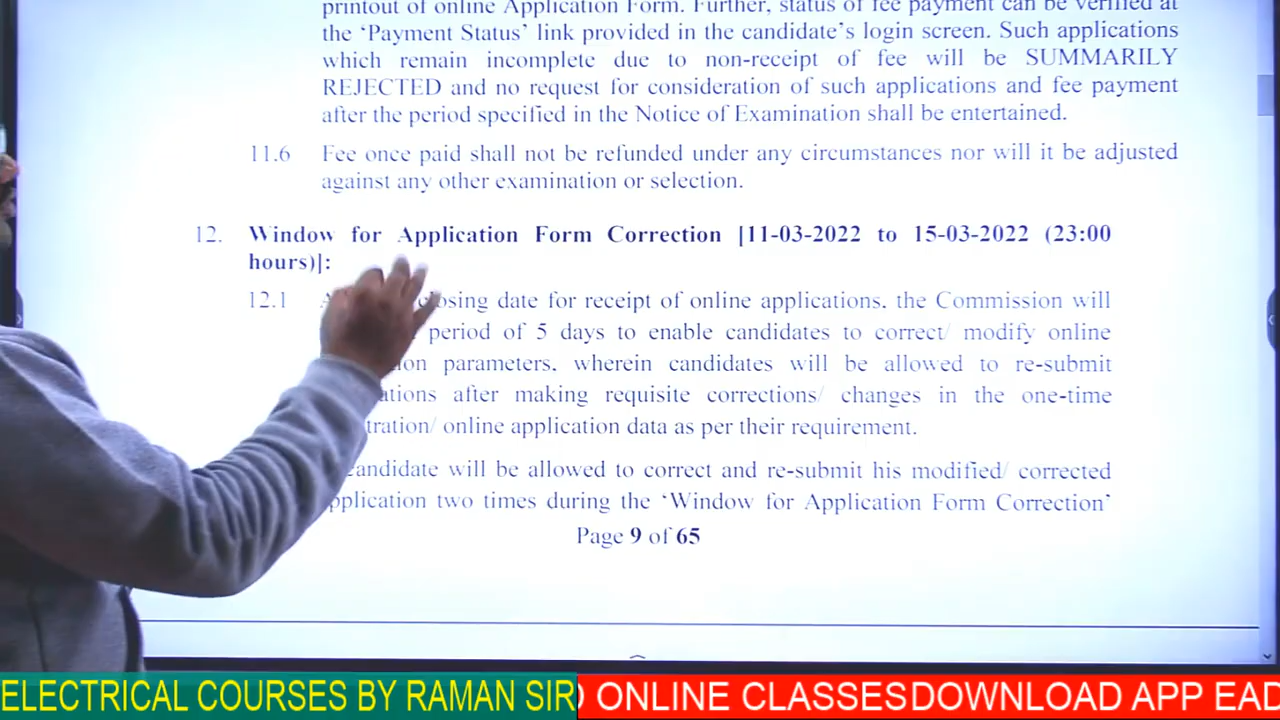 printout of online Application Form. Further, status of fee payment can be verified at
the ‘Payment Status’ link provided in the candidate’s login screen. Such applications
which remain incomplete due to non-receipt of fee will be SUMMARILY
REJECTED and no request for consideration of such applications and fee payment
after the period specified in the Notice of Examination shall be entertained.
11.6 Fee once paid shall not be refunded under any circumstances nor will it be adjusted
against any other examination or selection.
12. Window for Application Form Correction [11-03-2022 to 15-03-2022 (23:00
hours)]:
12.1 closing date for receipt of online applications, the Commission will
period of 5 days to enable candidates to correct/ modify online
parameters, wherein candidates will be allowed to re-submit
after making requisite corrections/ changes in the one-time
online application data as per their requirement.
candidate will be allowed to correct and re-submit his modified/ corrected
application two times during the ‘Window for Application Form Correction’
Page 9 of 65
ELECTRICAL COURSES BY RAMAN SIR
ONLINE CLASSES DOWNLOAD APP EAD